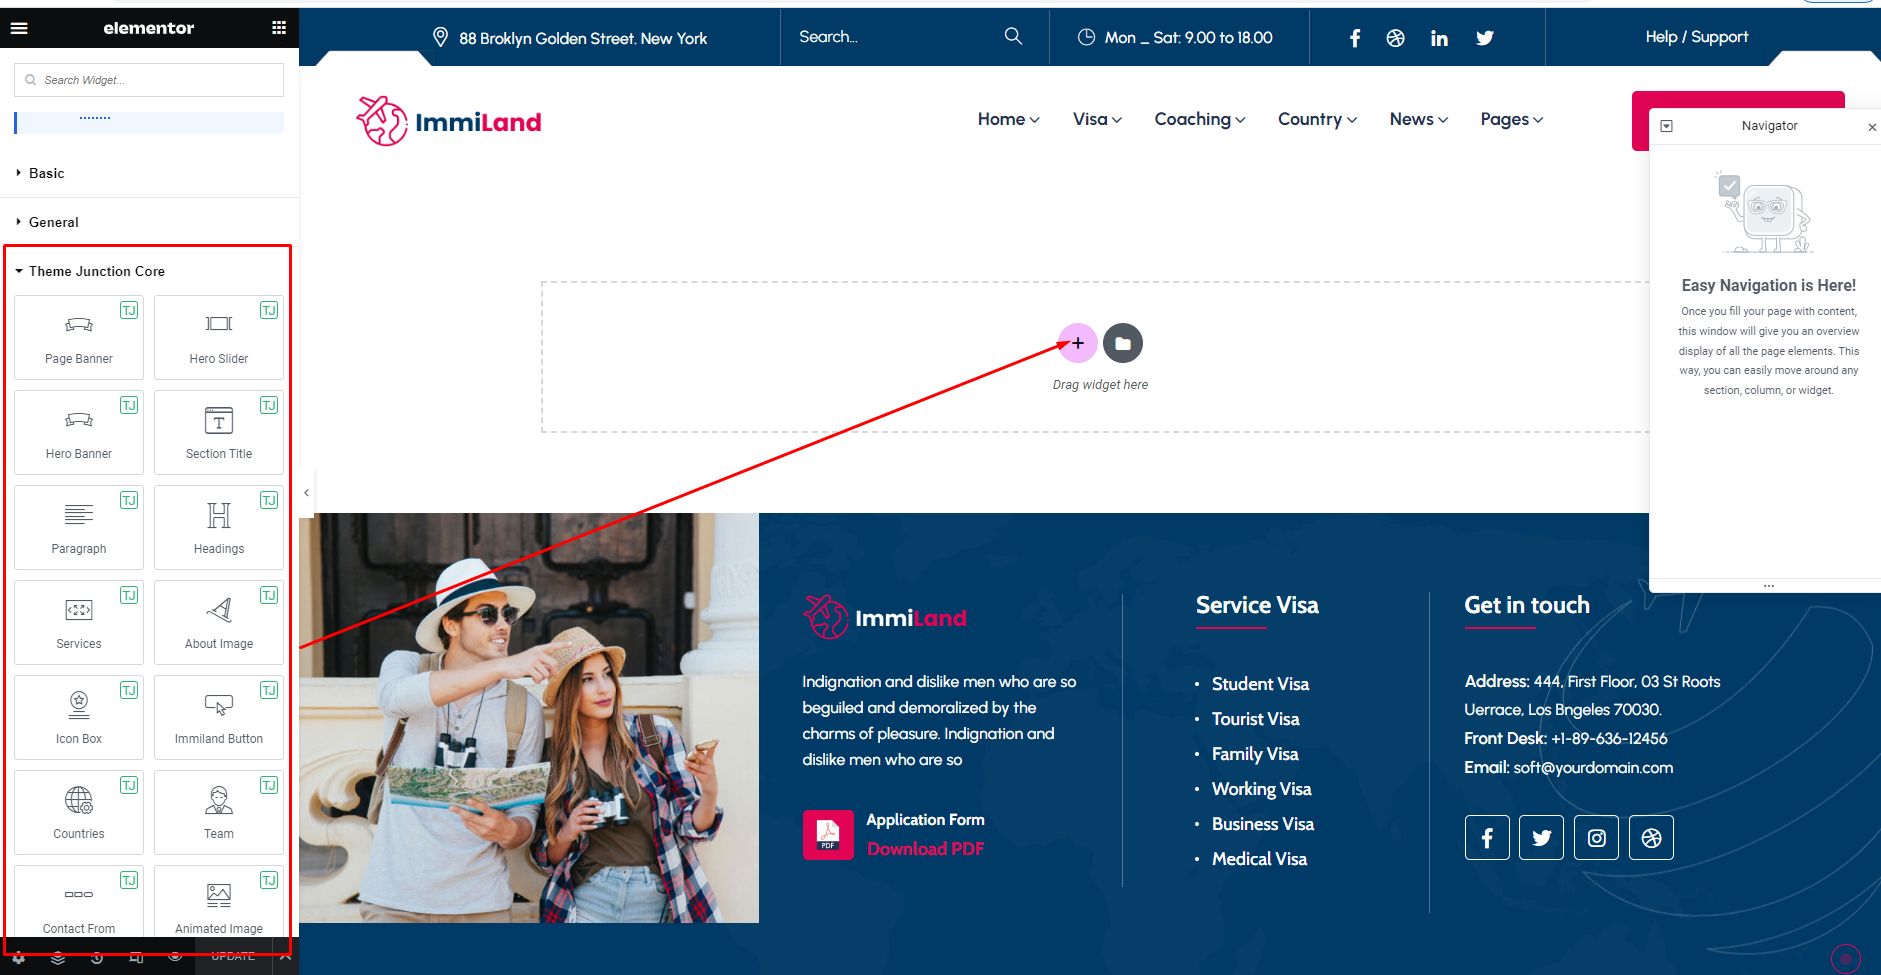 elementor
Search Widget...
Basic
General
Theme Junction Core
TJ
Page Banner
TJ
Hero Slider
TJ
Hero Banner
TJ
T
Section Title
TJ
Paragraph
TJ
H
Headings
TJ
Services
TJ
About Image
TJ
Icon Box
TJ
Immiland Button
TJ
Countries
TJ
Team
TJ
Contact From
TJ
Animated Image
UPDATE
88 Broklyn Golden Street. New York
Search...
Mon _ Sat: 9.00 to 18.00
Help / Support
ImmiLand
Home
Visa
Coaching
Country
News
Pages
Drag widget here
Navigator
Easy Navigation is Here!
Once you fill your page with content,
this window will give you an overview
display of all the page elements. This
way, you can easily move around any
section, column, or widget.
ImmiLand
Indignation and dislike men who are so
beguiled and demoralized by the
charms of pleasure. Indignation and
dislike men who are so
PDF
Application Form
Download PDF
Service Visa
• Student Visa
• Tourist Visa
• Family Visa
• Working Visa
• Business Visa
• Medical Visa
Get in touch
Address: 444, First Floor, 03 St Roots
Uerrace, Los Bngeles 70030.
Front Desk: +1-89-636-12456
Email: soft@yourdomain.com